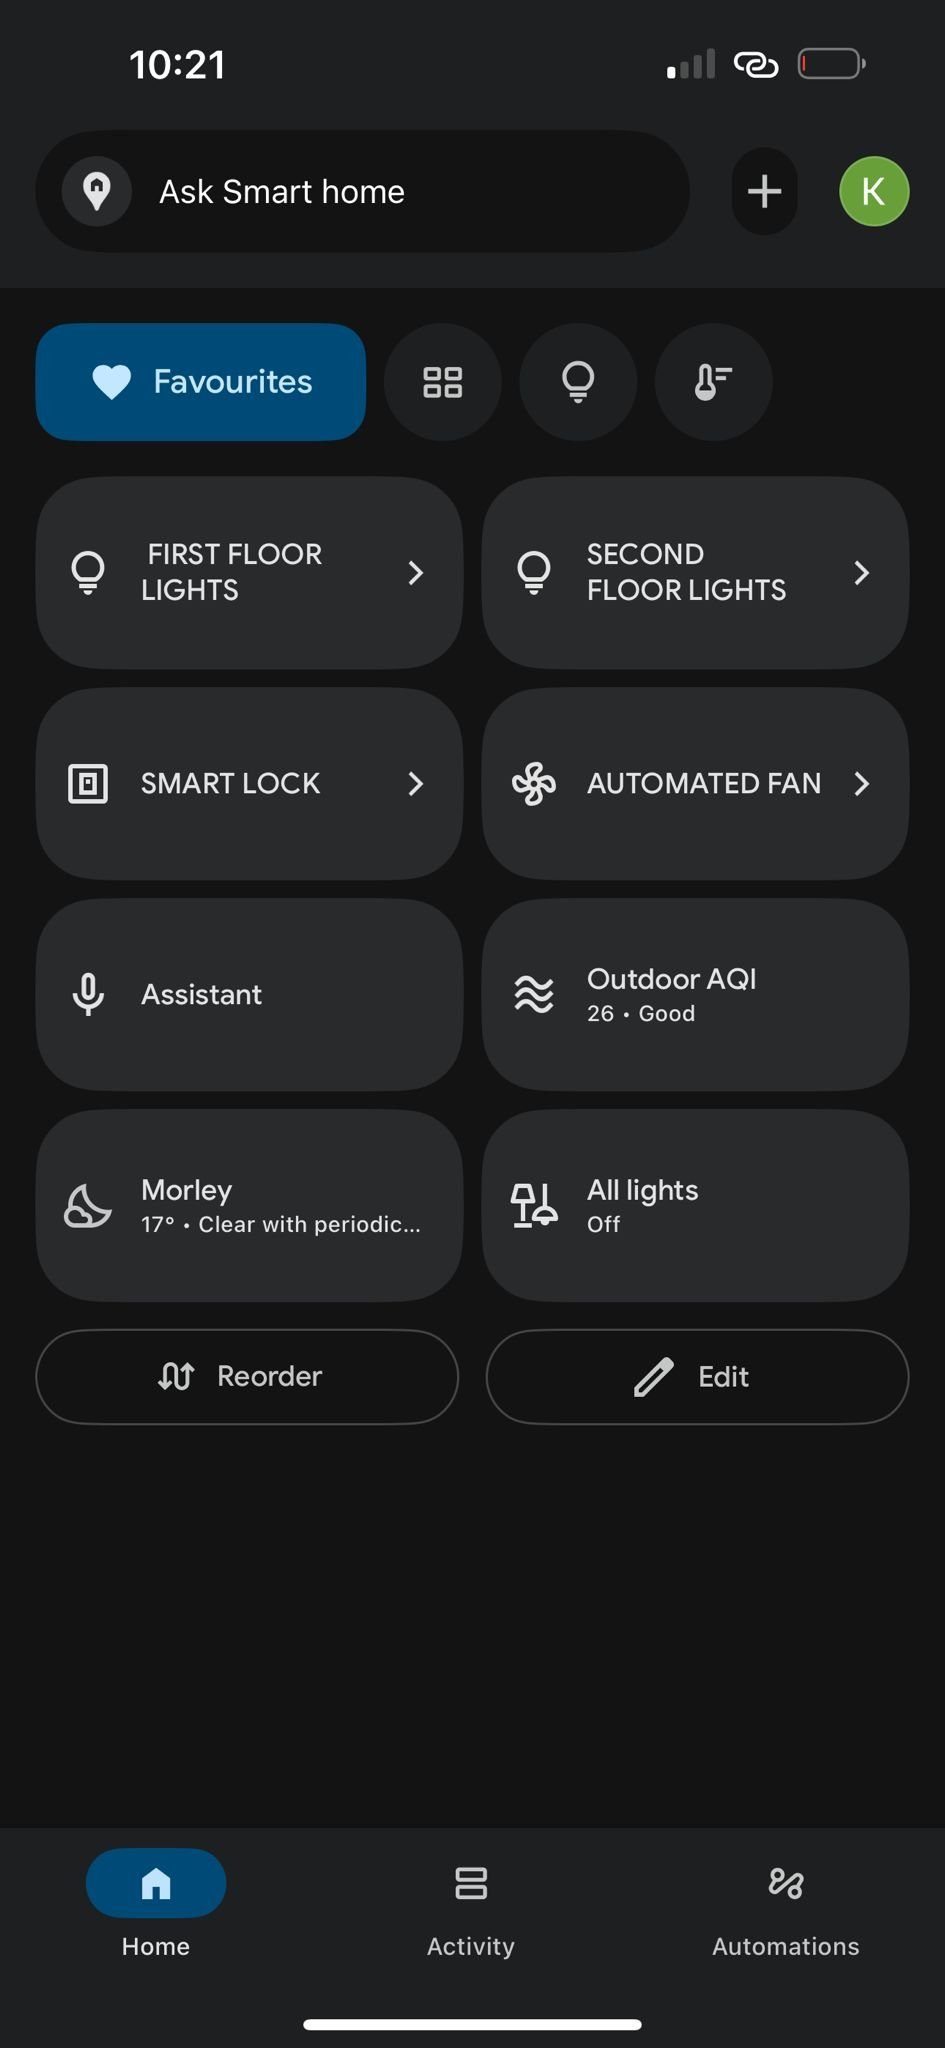 10:21
Ask Smart home
K
Favourites
FIRST FLOOR
LIGHTS
SECOND
FLOOR LIGHTS
SMART LOCK
AUTOMATED FAN
Assistant
Outdoor AQI
26 • Good
Morley
17° • Clear with periodic...
All lights
Off
Reorder
Edit
Home
Activity
Automations